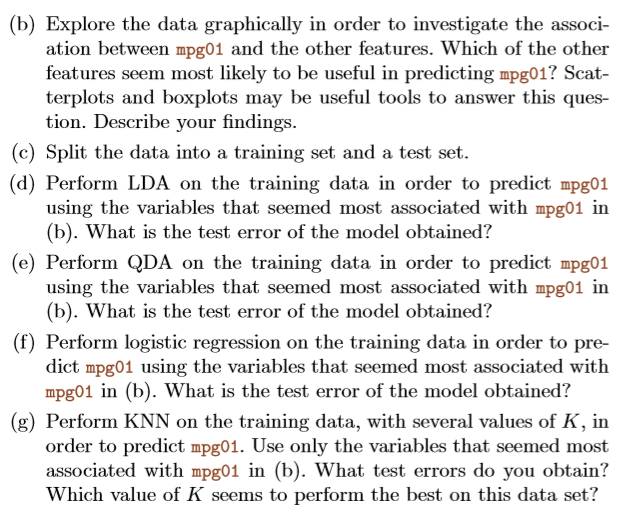 (b) Explore the data graphically in order to investigate the associ-
ation between mpg01 and the other features. Which of the other
features seem most likely to be useful in predicting mpg01? Scat-
terplots and boxplots may be useful tools to answer this ques-
tion. Describe your findings.
(c) Split the data into a training set and a test set.
(d) Perform LDA on the training data in order to predict mpg01
using the variables that seemed most associated with mpg01 in
(b). What is the test error of the model obtained?
(e) Perform QDA on the training data in order to predict mpg01
using the variables that seemed most associated with mpg01 in
(b). What is the test error of the model obtained?
(f) Perform logistic regression on the training data in order to pre-
dict mpg01 using the variables that seemed most associated with
mpg01 in (b). What is the test error of the model obtained?
(g) Perform KNN on the training data, with several values of K, in
order to predict mpg01. Use only the variables that seemed most
associated with mpg01 in (b). What test errors do you obtain?
Which value of K seems to perform the best on this data set?